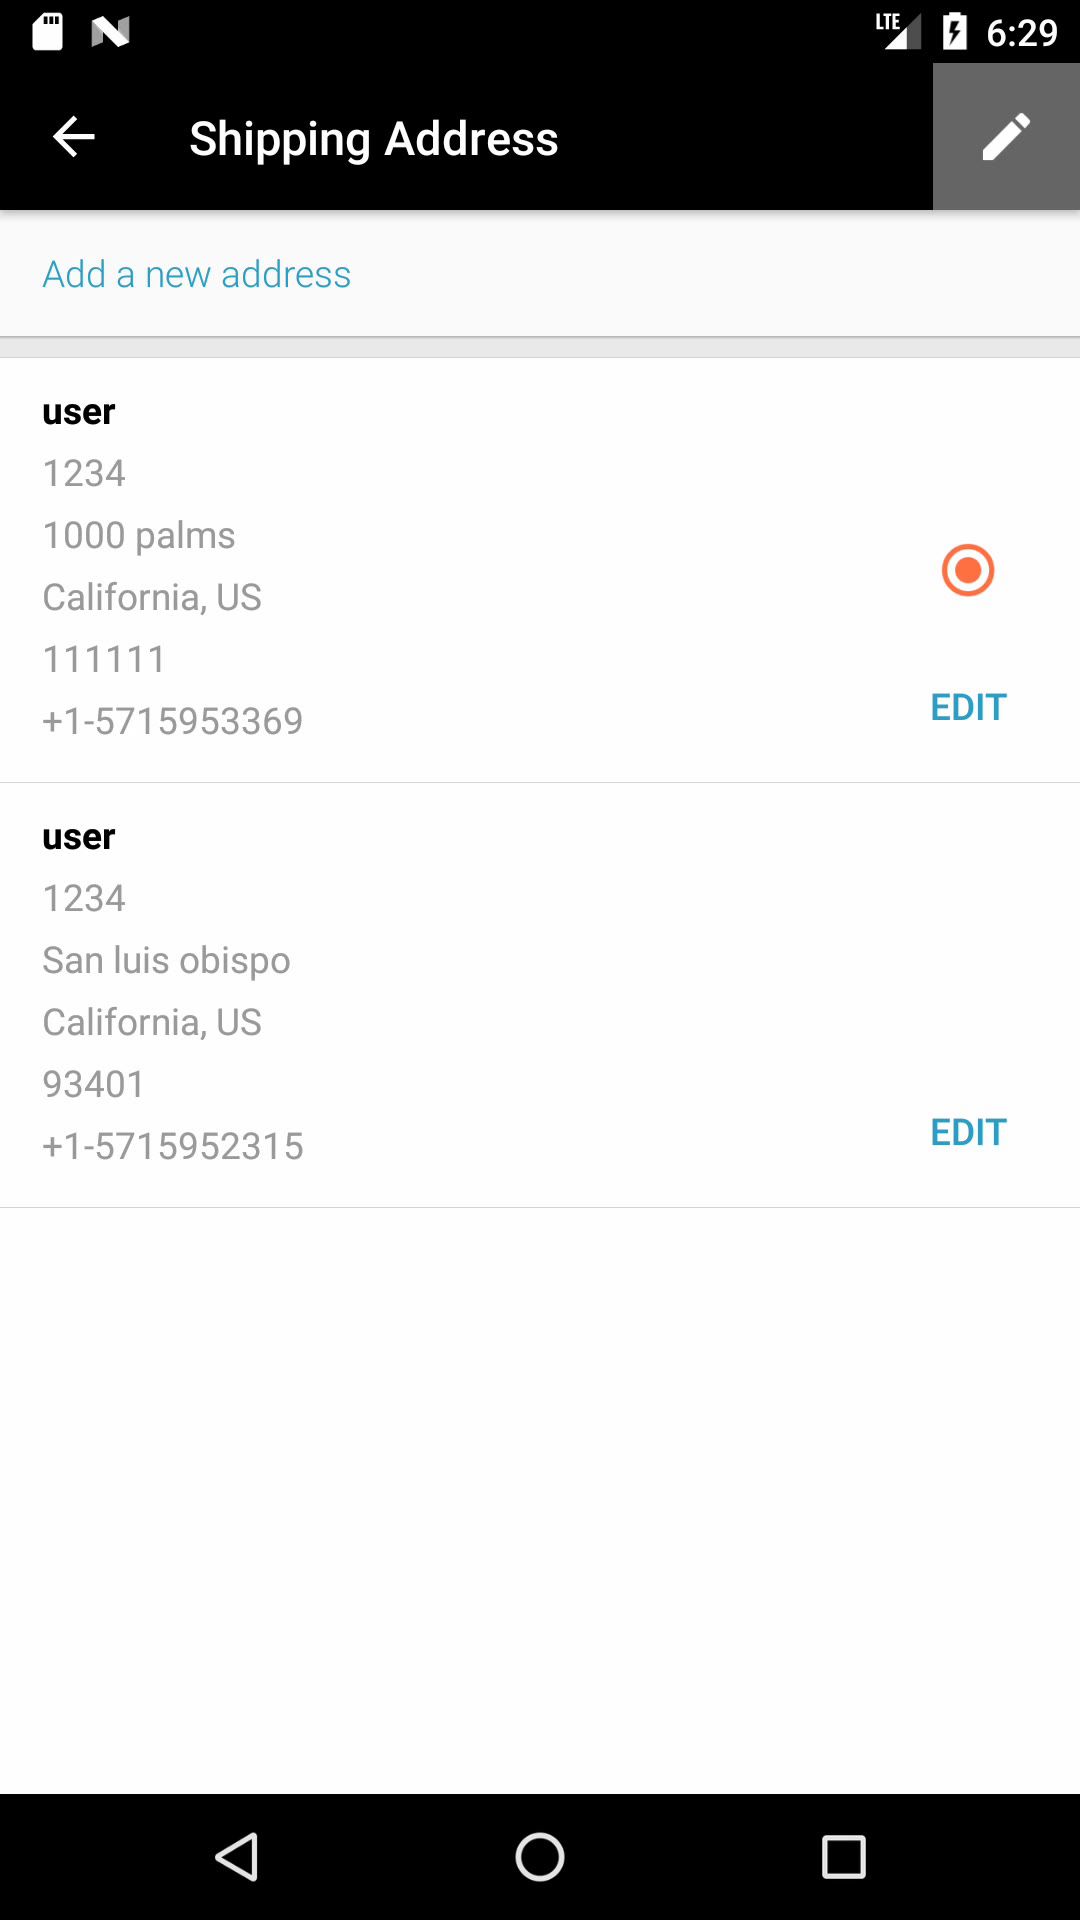 LTE 6:29
Shipping Address
Add a new address
user
1234
1000 palms
California, US
111111
+1-5715953369
EDIT
user
1234
San luis obispo
California, US
93401
+1-5715952315
EDIT